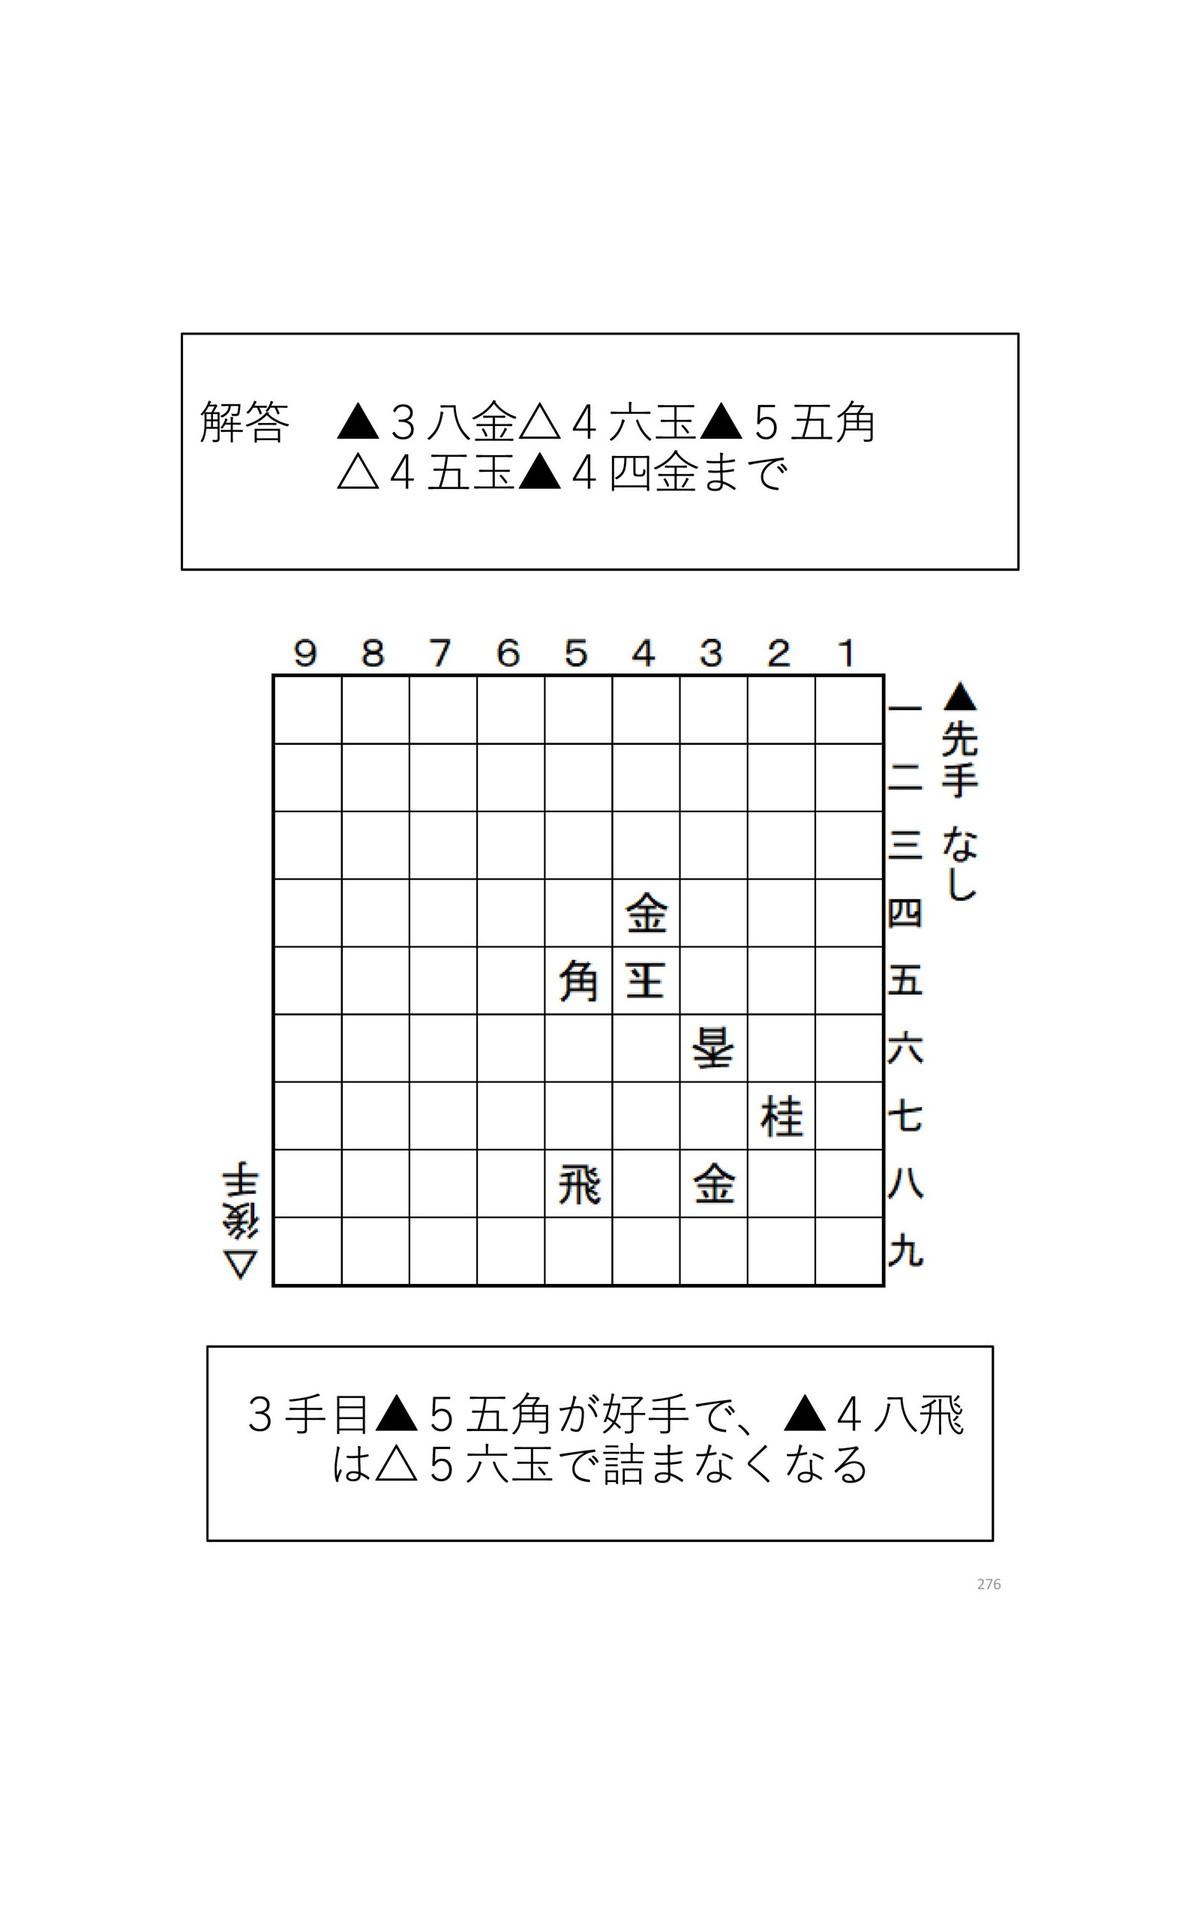 解答　▲３八金△４六玉▲５五角
△４五玉▲４四金まで
9 8 7 6 5 4 3 2 1
一
二
三
四 金
五 角 王
六 香
七 桂
八 飛 金
九
▲先手 なし
△後手
３手目▲５五角が好手で、▲４八飛
は△５六玉で詰まなくなる
276